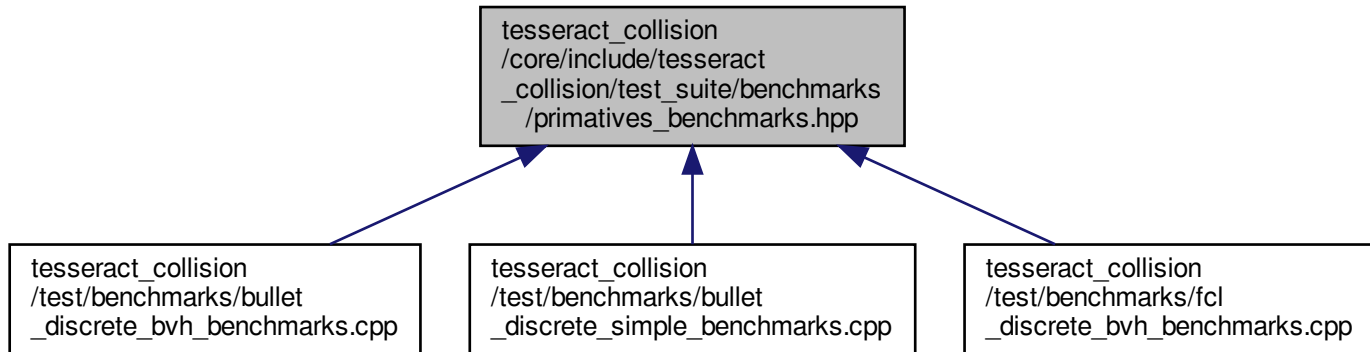 tesseract_collision
/core/include/tesseract
_collision/test_suite/benchmarks
/primatives_benchmarks.hpp
tesseract_collision
/test/benchmarks/bullet
_discrete_bvh_benchmarks.cpp
tesseract_collision
/test/benchmarks/bullet
_discrete_simple_benchmarks.cpp
tesseract_collision
/test/benchmarks/fcl
_discrete_bvh_benchmarks.cpp